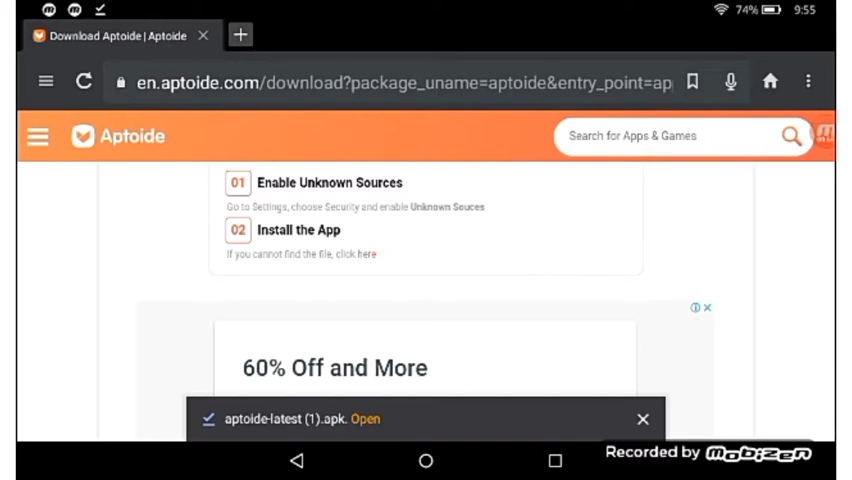 74% 9:55
Download Aptoide | Aptoide
en.aptoide.com/download?package_uname=aptoide&entry_point=ap
Aptoide
Search for Apps & Games
01 Enable Unknown Sources
Go to Settings, choose Security and enable Unknown Souces
02 Install the App
If you cannot find the file, click here
60% Off and More
aptoide-latest (1).apk. Open
Recorded by mobizen